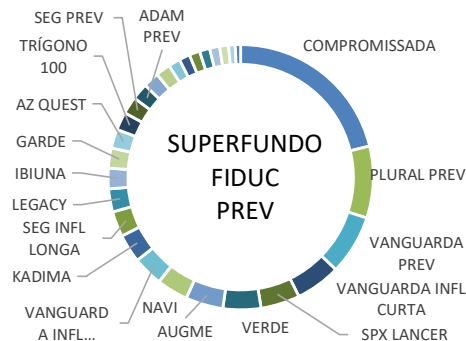 SEG PREV
ADAM
PREV
COMPROMISSADA
TRÍGONO
100
AZ QUEST
GARDE
IBIUNA
LEGACY
SEG INFL
LONGA
KADIMA
VANGUARD
A INFL...
NAVI
AUGME
VERDE
SPX LANCER
VANGUARDA INFL
CURTA
VANGUARDA
PREV
PLURAL PREV
SUPERFUNDO
FIDUC
PREV